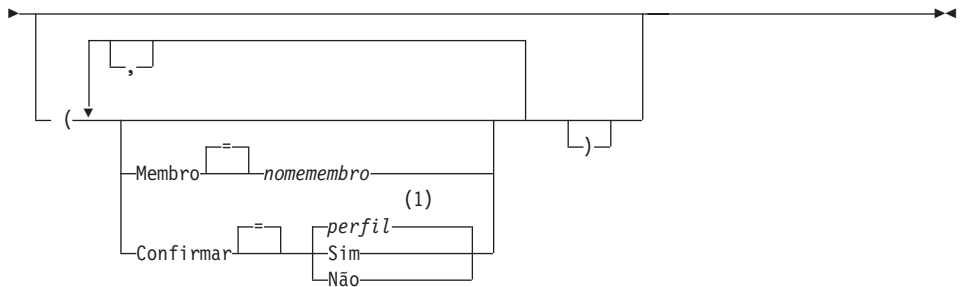 ,
(
)
Membro = nomemembro
(1)
Confirmar = perfil
Sim
Não